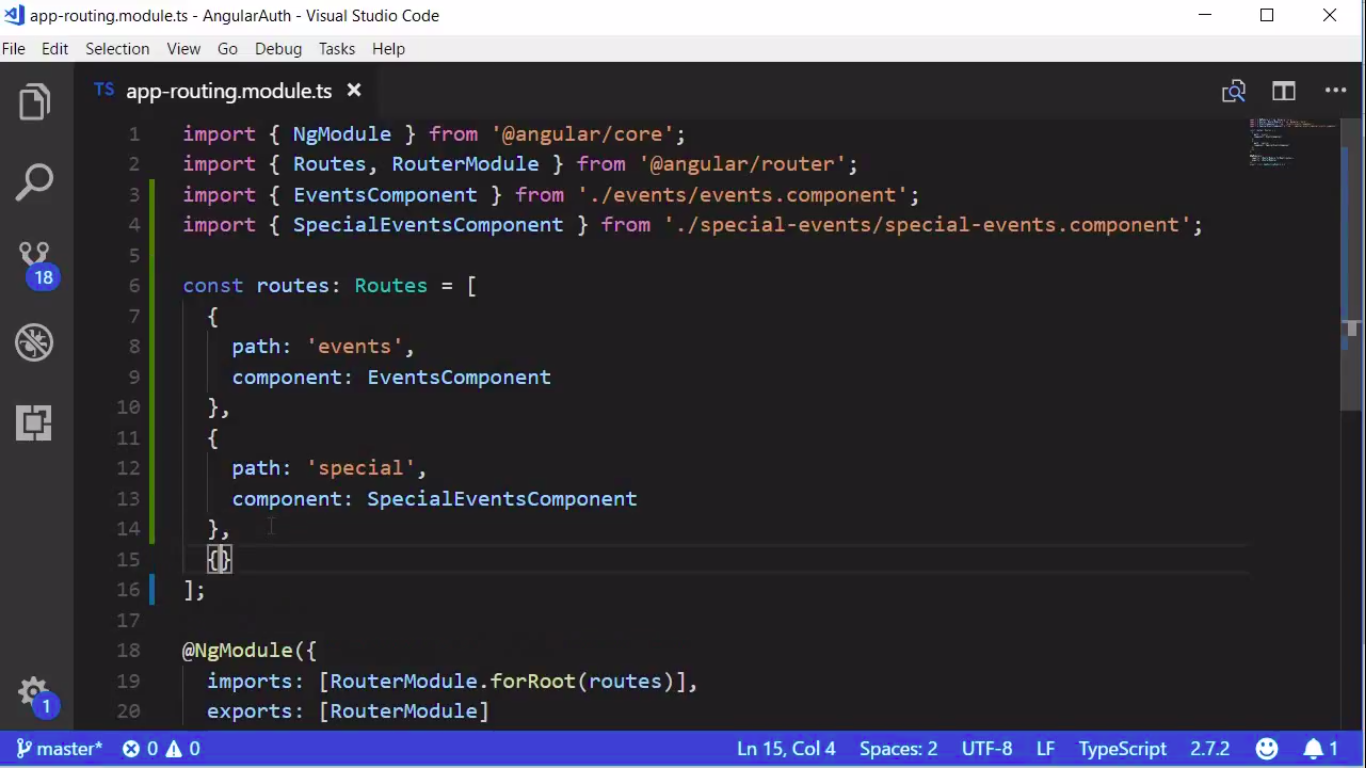 app-routing.module.ts - AngularAuth - Visual Studio Code
File Edit Selection View Go Debug Tasks Help
TS app-routing.module.ts
1 import { NgModule } from '@angular/core';
2 import { Routes, RouterModule } from '@angular/router';
3 import { EventsComponent } from './events/events.component';
4 import { SpecialEventsComponent } from './special-events/special-events.component';
5
6 const routes: Routes = [
7 {
8 path: 'events',
9 component: EventsComponent
10 },
11 {
12 path: 'special',
13 component: SpecialEventsComponent
14 },
15 {}
16 ];
17
18 @NgModule({
19 imports: [RouterModule.forRoot(routes)],
20 exports: [RouterModule]
18
1
master* 0 0 Ln 15, Col 4 Spaces: 2 UTF-8 LF TypeScript 2.7.2 1